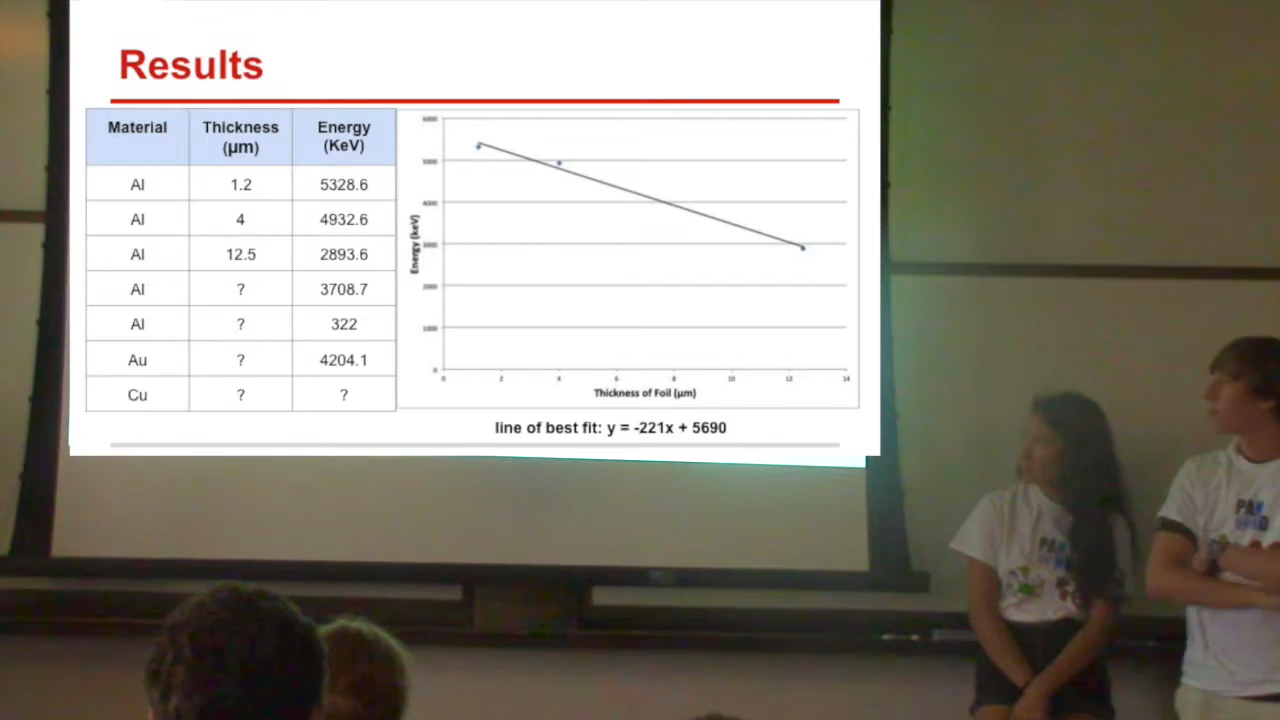 Results
Material Thickness (μm) Energy (KeV)
Al 1.2 5328.6
Al 4 4932.6
Al 12.5 2893.6
Al ? 3708.7
Al ? 322
Au ? 4204.1
Cu ? ?
6000
5000
4000
3000
2000
1000
0
Energy (keV)
0 2 4 6 8 10 12 14
Thickness of Foil (μm)
line of best fit: y = -221x + 5690